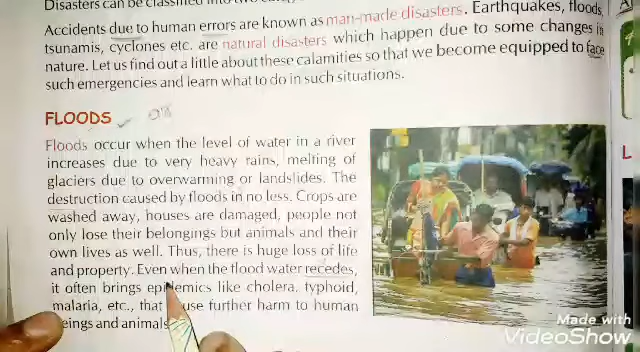 Disasters can be classified into two
Accidents due to human errors are known as man-made disasters. Earthquakes, floods,
tsunamis, cyclones etc. are natural disasters which happen due to some changes in
nature. Let us find out a little about these calamities so that we become equipped to face
such emergencies and learn what to do in such situations.
FLOODS
Floods occur when the level of water in a river
increases due to very heavy rains, melting of
glaciers due to overwarming or landslides. The
destruction caused by floods in no less. Crops are
washed away, houses are damaged, people not
only lose their belongings but animals and their
own lives as well. Thus, there is huge loss of life
and property. Even when the flood water recedes,
it often brings epidemics like cholera, typhoid,
malaria, etc., that use further harm to human
eings and animals
L
Made with
VideoShow